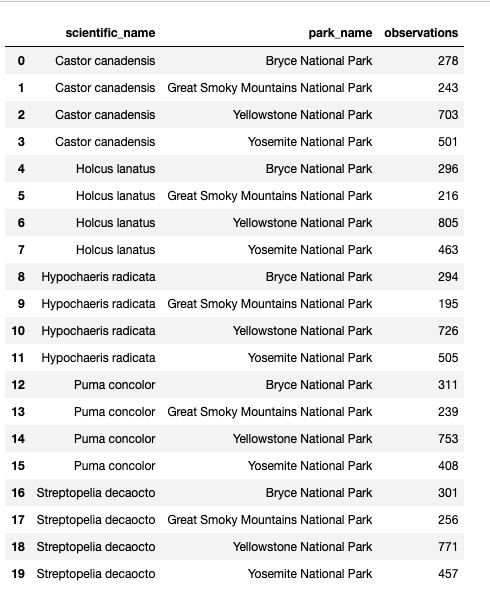 scientific_name park_name observations
0 Castor canadensis Bryce National Park 278
1 Castor canadensis Great Smoky Mountains National Park 243
2 Castor canadensis Yellowstone National Park 703
3 Castor canadensis Yosemite National Park 501
4 Holcus lanatus Bryce National Park 296
5 Holcus lanatus Great Smoky Mountains National Park 216
6 Holcus lanatus Yellowstone National Park 805
7 Holcus lanatus Yosemite National Park 463
8 Hypochaeris radicata Bryce National Park 294
9 Hypochaeris radicata Great Smoky Mountains National Park 195
10 Hypochaeris radicata Yellowstone National Park 726
11 Hypochaeris radicata Yosemite National Park 505
12 Puma concolor Bryce National Park 311
13 Puma concolor Great Smoky Mountains National Park 239
14 Puma concolor Yellowstone National Park 753
15 Puma concolor Yosemite National Park 408
16 Streptopelia decaocto Bryce National Park 301
17 Streptopelia decaocto Great Smoky Mountains National Park 256
18 Streptopelia decaocto Yellowstone National Park 771
19 Streptopelia decaocto Yosemite National Park 457